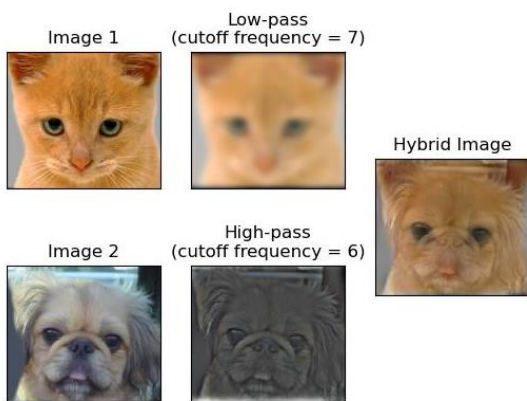 Image 1
Low-pass
(cutoff frequency = 7)
Hybrid Image
Image 2
High-pass
(cutoff frequency = 6)